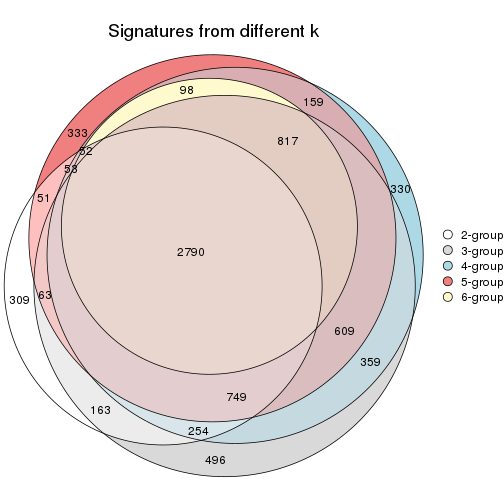 Signatures from different k
98
159
333
817
52
53
330
51
2-group
3-group
2790
4-group
5-group
63
6-group
309
609
359
749
163
254
496